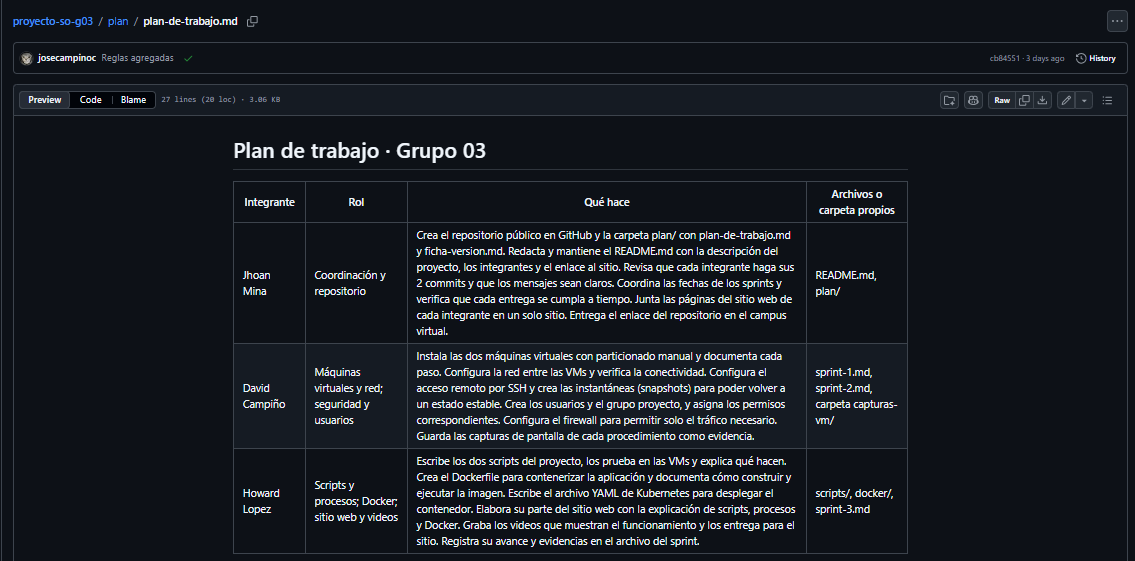 proyecto-so-g03 / plan / plan-de-trabajo.md
josecampinoc Reglas agregadas
cb84551 · 3 days ago
History
Preview
Code
Blame
27 lines (20 loc) · 3.06 KB
Raw
Plan de trabajo · Grupo 03
Integrante
Rol
Qué hace
Archivos o
carpeta propios
Jhoan
Mina
Coordinación y
repositorio
Crea el repositorio público en GitHub y la carpeta plan/ con plan-de-trabajo.md
y ficha-version.md. Redacta y mantiene el README.md con la descripción del
proyecto, los integrantes y el enlace al sitio. Revisa que cada integrante haga sus
2 commits y que los mensajes sean claros. Coordina las fechas de los sprints y
verifica que cada entrega se cumpla a tiempo. Junta las páginas del sitio web de
cada integrante en un solo sitio. Entrega el enlace del repositorio en el campus
virtual.
README.md,
plan/
David
Campiño
Máquinas
virtuales y red;
seguridad y
usuarios
Instala las dos máquinas virtuales con particionado manual y documenta cada
paso. Configura la red entre las VMs y verifica la conectividad. Configura el
acceso remoto por SSH y crea las instantáneas (snapshots) para poder volver a
un estado estable. Crea los usuarios y el grupo proyecto, y asigna los permisos
correspondientes. Configura el firewall para permitir solo el tráfico necesario.
Guarda las capturas de pantalla de cada procedimiento como evidencia.
sprint-1.md,
sprint-2.md,
carpeta capturas-
vm/
Howard
Lopez
Scripts y
procesos; Docker;
sitio web y videos
Escribe los dos scripts del proyecto, los prueba en las VMs y explica qué hacen.
Crea el Dockerfile para contenerizar la aplicación y documenta cómo construir y
ejecutar la imagen. Escribe el archivo YAML de Kubernetes para desplegar el
contenedor. Elabora su parte del sitio web con la explicación de scripts, procesos
y Docker. Graba los videos que muestran el funcionamiento y los entrega para el
sitio. Registra su avance y evidencias en el archivo del sprint.
scripts/, docker/,
sprint-3.md